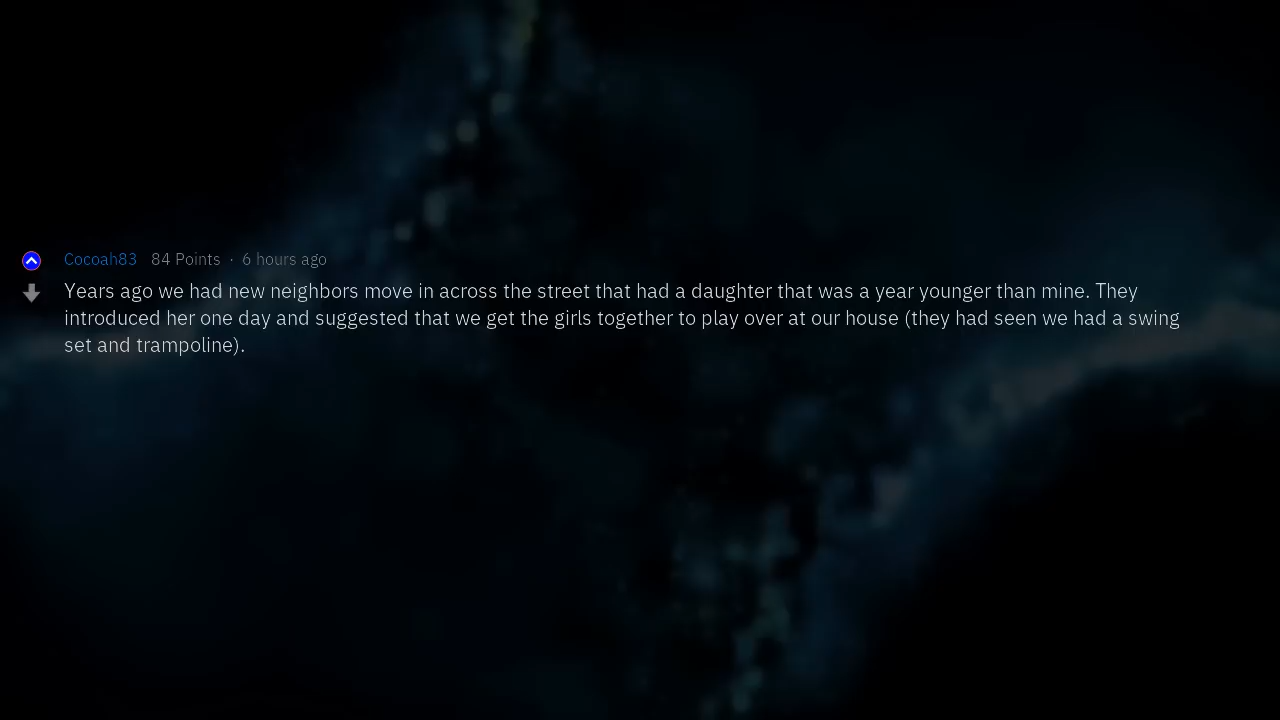 Cocoah83 84 Points · 6 hours ago
Years ago we had new neighbors move in across the street that had a daughter that was a year younger than mine. They
introduced her one day and suggested that we get the girls together to play over at our house (they had seen we had a swing
set and trampoline).